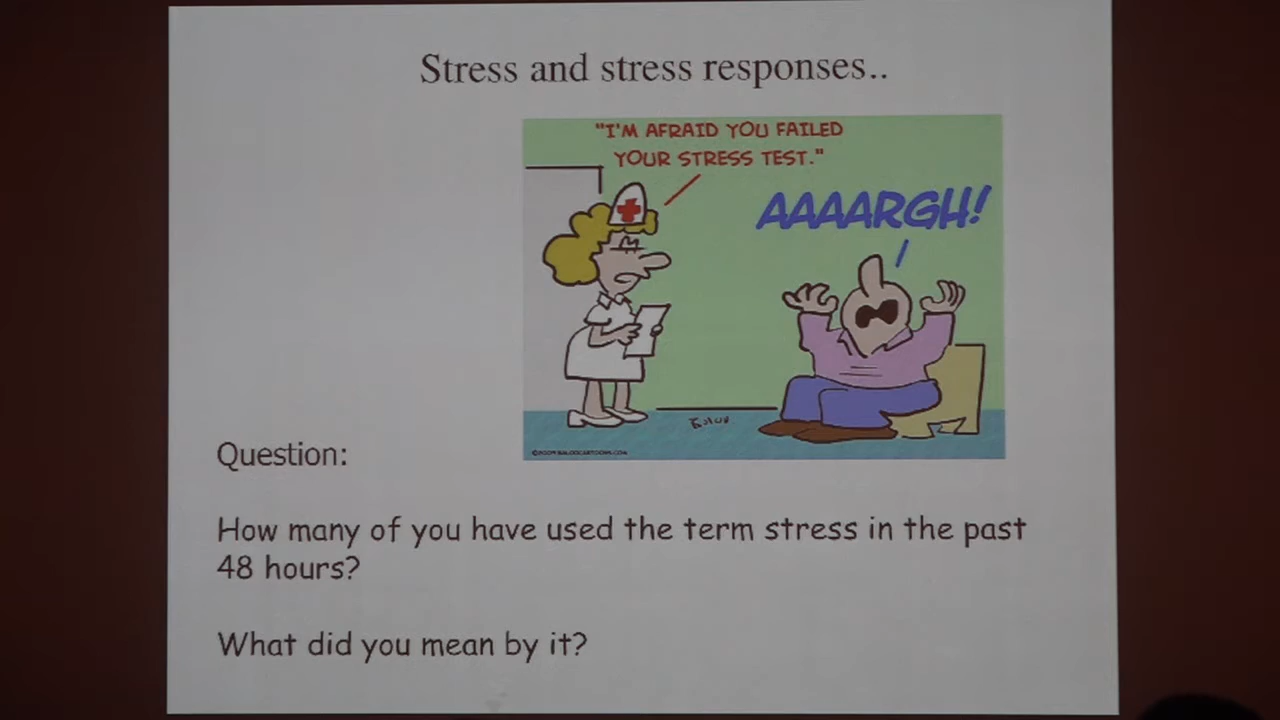 Stress and stress responses..
"I'M AFRAID YOU FAILED
YOUR STRESS TEST."
AAAARGH!
Question:
How many of you have used the term stress in the past
48 hours?
What did you mean by it?